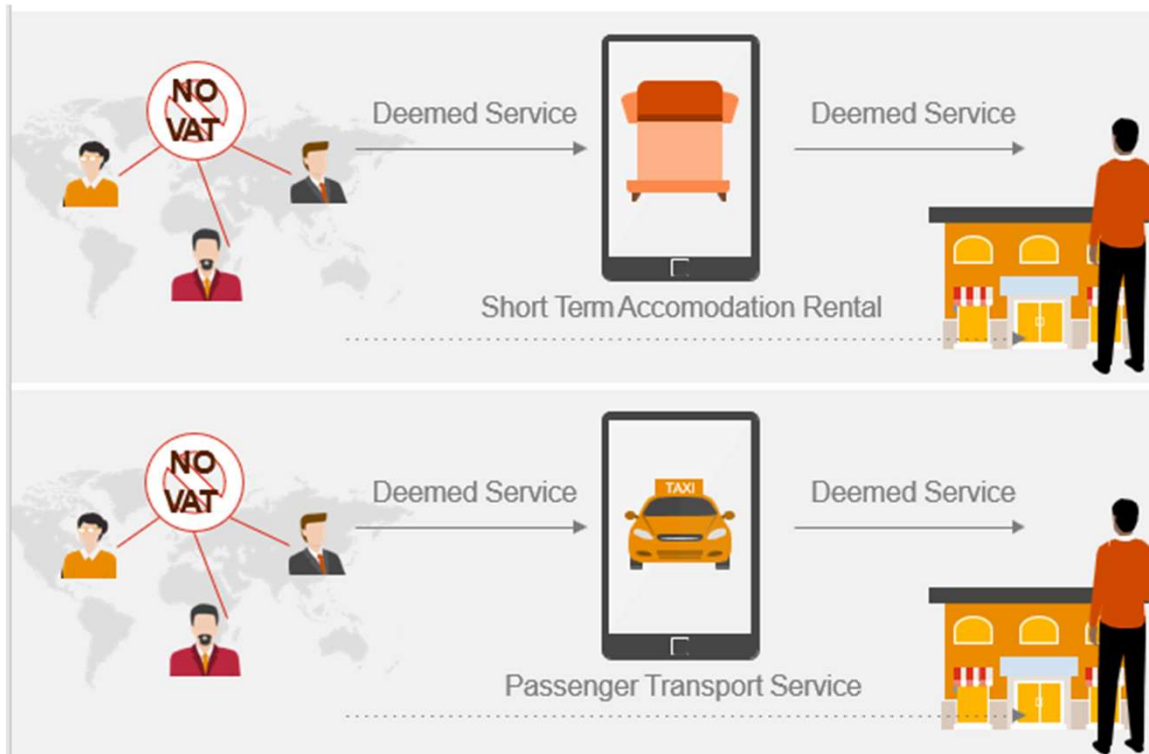 NO
VAT
Deemed Service
Deemed Service
Short Term Accomodation Rental
NO
VAT
Deemed Service
TAXI
Deemed Service
Passenger Transport Service